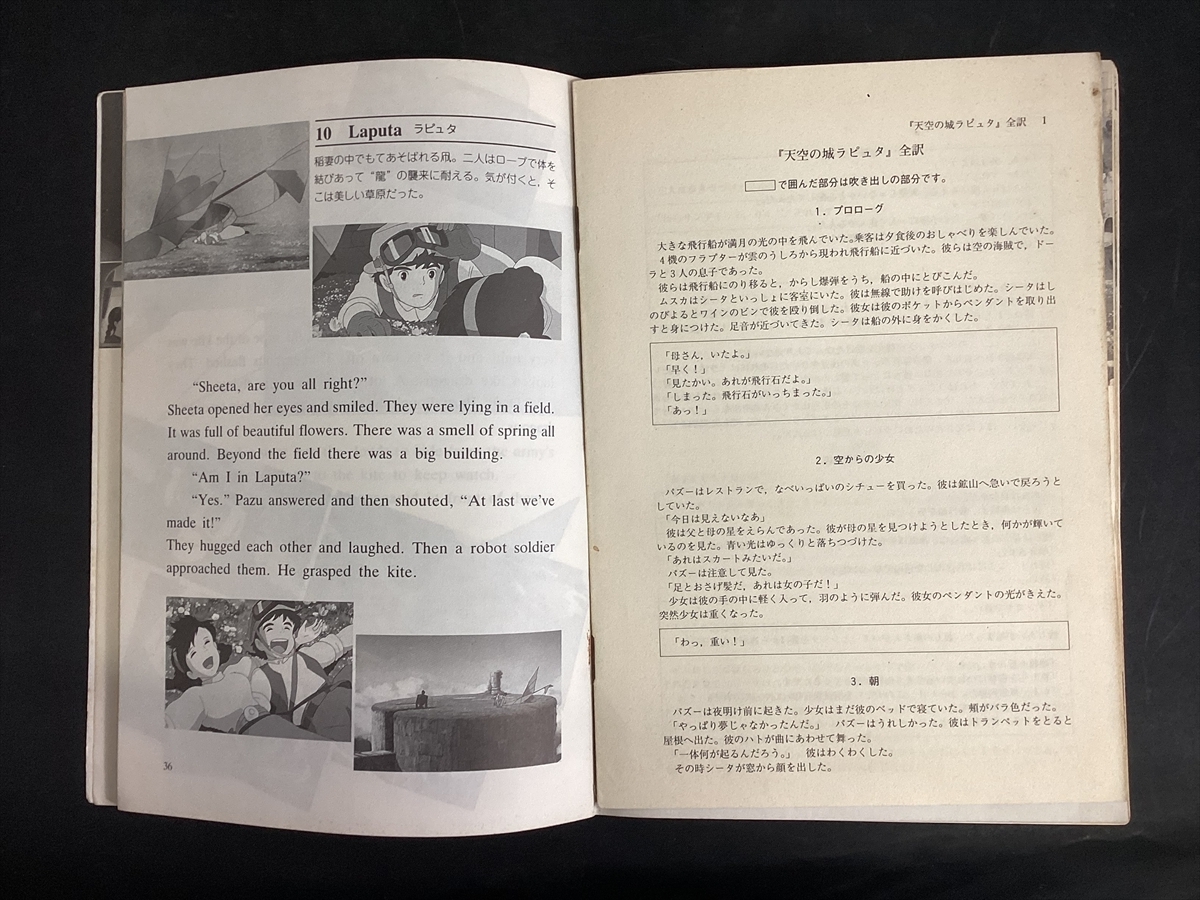 10 Laputa ラピュタ
稲妻の中でもてあそばれる凧。二人はロープで体を
結びあって“龍”の襲来に耐える。気が付くと，そ
こは美しい草原だった。
“Sheeta, are you all right?”
Sheeta opened her eyes and smiled. They were lying in a field.
It was full of beautiful flowers. There was a smell of spring all
around. Beyond the field there was a big building.
“Am I in Laputa?”
“Yes.” Pazu answered and then shouted, “At last we’ve
made it!”
They hugged each other and laughed. Then a robot soldier
approached them. He grasped the kite.
36
『天空の城ラピュタ』全訳 1
『天空の城ラピュタ』全訳
で囲んだ部分は吹き出しの部分です。
1．プロローグ
大きな飛行船が満月の光の中を飛んでいた。乗客は夕食後のおしゃべりを楽しんでいた。
4機のフラプターが雲のうしろから現われ飛行船に近づいた。彼らは空の海賊で，ドー
ラと3人の息子であった。
彼らは飛行船にのり移ると，からし爆弾をうち，船の中にとびこんだ。
ムスカはシータといっしょに客室にいた。彼は無線で助けを呼びはじめた。シータはし
のびよるとワインのビンで彼を殴り倒した。彼女は彼のポケットからペンダントを取り出
すと身につけた。足音が近づいてきた。シータは船の外に身をかくした。
「母さん，いたよ。」
「早く！」
「見たかい。あれが飛行石だよ。」
「しまった。飛行石がいっちまった。」
「あっ！」
2．空からの少女
パズーはレストランで，なべいっぱいのシチューを買った。彼は鉱山へ急いで戻ろうと
していた。
「今日は見えないなあ」
彼は父と母の星をえらんであった。彼が母の星を見つけようとしたとき，何かが輝いて
いるのを見た。青い光はゆっくりと落ちつづけた。
「あれはスカートみたいだ。」
パズーは注意して見た。
「足とおさげ髪だ，あれは女の子だ！」
少女は彼の手の中に軽く入って，羽のように弾んだ。彼女のペンダントの光がきえた。
突然少女は重くなった。
「わっ，重い！」
3．朝
パズーは夜明け前に起きた。少女はまだ彼のベッドで寝ていた。頬がバラ色だった。
「やっぱり夢じゃなかったんだ。」 パズーはうれしかった。彼はトランペットをとると
屋根へ出た。彼のハトが曲にあわせて舞った。
「一体何が起るんだろう。」 彼はわくわくした。
その時シータが窓から顔を出した。